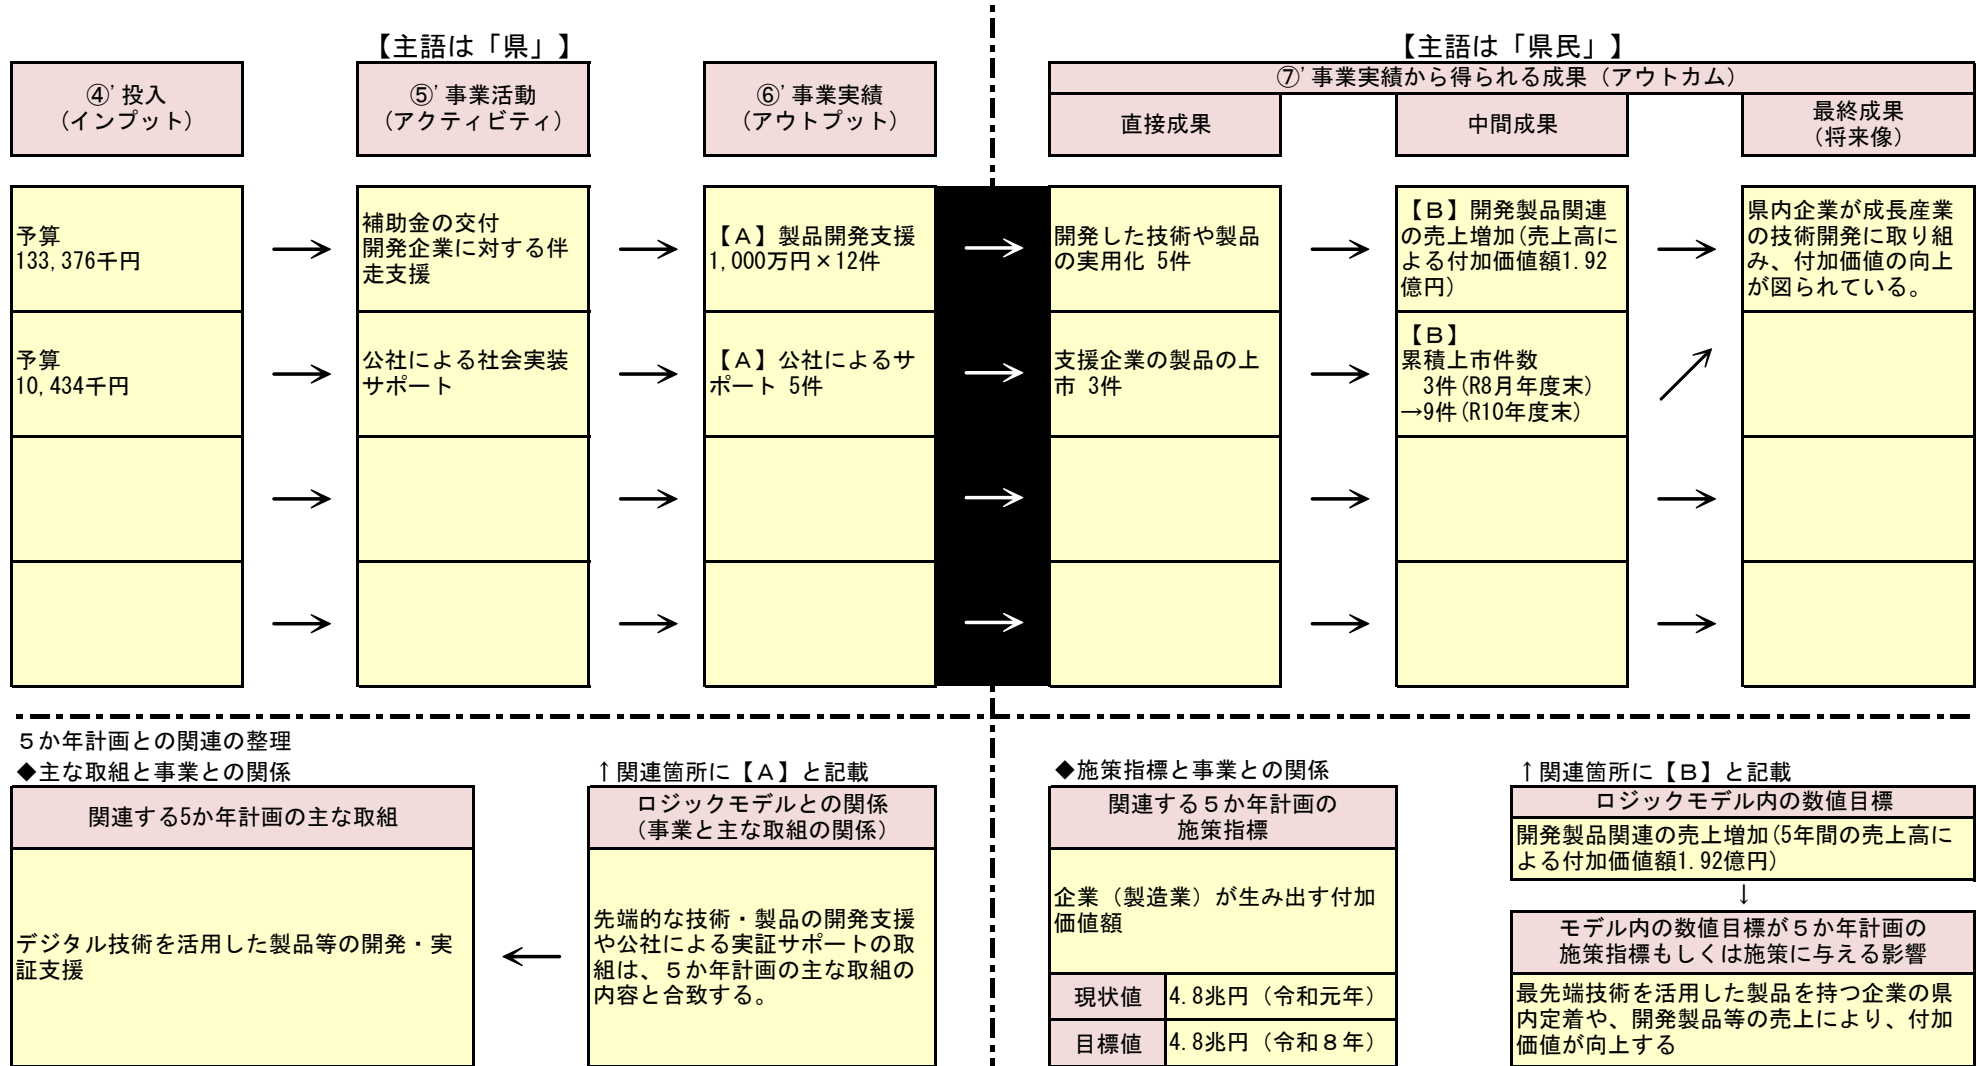 【主語は「県」】
【主語は「県民」】
④' 投入
（インプット）
⑤' 事業活動
（アクティビティ）
⑥' 事業実績
（アウトプット）
⑦' 事業実績から得られる成果（アウトカム）
直接成果
中間成果
最終成果
（将来像）
予算
133,376千円
→
補助金の交付
開発企業に対する伴
走支援
→
【Ａ】製品開発支援
1,000万円×12件
→
開発した技術や製品
の実用化 5件
→
【Ｂ】開発製品関連
の売上増加(売上高に
よる付加価値額1.92
億円)
→
県内企業が成長産業
の技術開発に取り組
み、付加価値の向上
が図られている。
予算
10,434千円
→
公社による社会実装
サポート
→
【Ａ】公社によるサ
ポート 5件
→
支援企業の製品の上
市 3件
→
【Ｂ】
累積上市件数
　3件(R8月年度末)
→9件(R10年度末)
５か年計画との関連の整理
◆主な取組と事業との関係
↑関連箇所に【Ａ】と記載
関連する5か年計画の主な取組
ロジックモデルとの関係
（事業と主な取組の関係）
デジタル技術を活用した製品等の開発・実
証支援
←
先端的な技術・製品の開発支援
や公社による実証サポートの取
組は、５か年計画の主な取組の
内容と合致する。
◆施策指標と事業との関係
↑関連箇所に【Ｂ】と記載
関連する５か年計画の
施策指標
企業（製造業）が生み出す付加
価値額
現状値
4.8兆円（令和元年）
目標値
4.8兆円（令和８年）
ロジックモデル内の数値目標
開発製品関連の売上増加(5年間の売上高に
よる付加価値額1.92億円)
↓
モデル内の数値目標が５か年計画の
施策指標もしくは施策に与える影響
最先端技術を活用した製品を持つ企業の県
内定着や、開発製品等の売上により、付加
価値が向上する